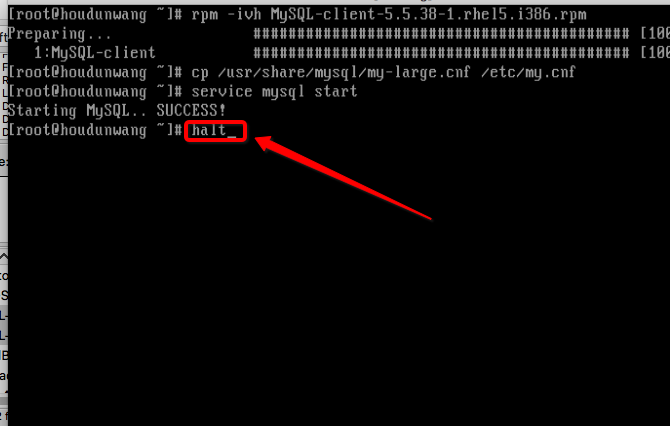 [root@houdunwang ~]# rpm -ivh MySQL-client-5.5.38-1.rhel5.i386.rpm
Preparing... ########################################### [100
1:MySQL-client ########################################### [100
[root@houdunwang ~]# cp /usr/share/mysql/my-large.cnf /etc/my.cnf
[root@houdunwang ~]# service mysql start
Starting MySQL.. SUCCESS!
[root@houdunwang ~]# halt_